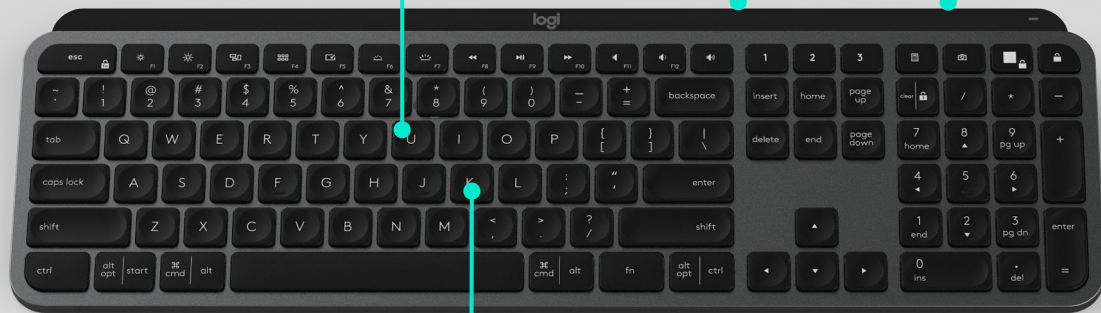 logi
esc F1 F2 F3 F4 F5 F6 F7 F8 F9 F10 F11 F12 1 2 3
~ ` ! 1 @ 2 # 3 $ 4 % 5 ^ 6 & 7 * 8 ( 9 ) 0 _ - + = backspace insert home page up clear / * -
tab Q W E R T Y U I O P { [ } ] | \ delete end page down 7 home 8 9 pg up +
caps lock A S D F G H J K L : ; " ' enter 4 5 6
shift Z X C V B N M < , > . ? / shift 1 end 2 3 pg dn enter =
ctrl alt opt start ⌘ cmd alt ⌘ cmd alt fn alt opt ctrl 0 ins . del